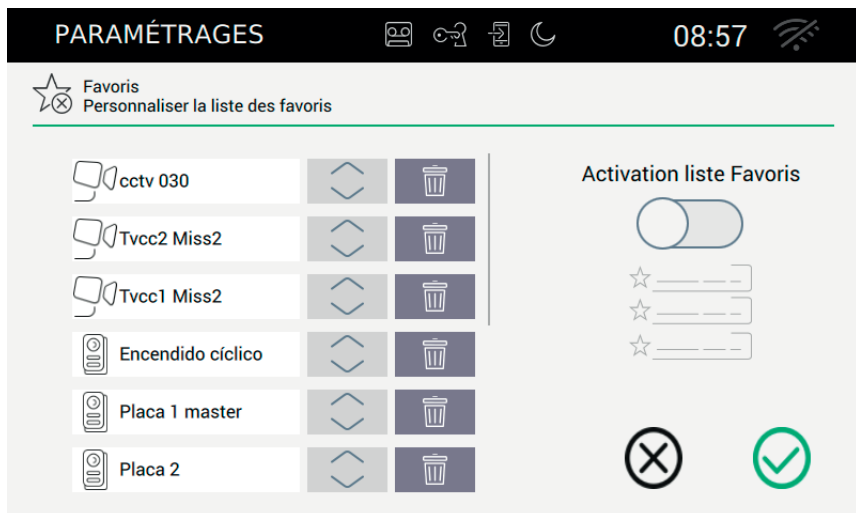 PARAMÉTRAGES
08:57
Favoris
Personnaliser la liste des favoris
cctv 030
Tvcc2 Miss2
Tvcc1 Miss2
Encendido cíclico
Placa 1 master
Placa 2
Activation liste Favoris